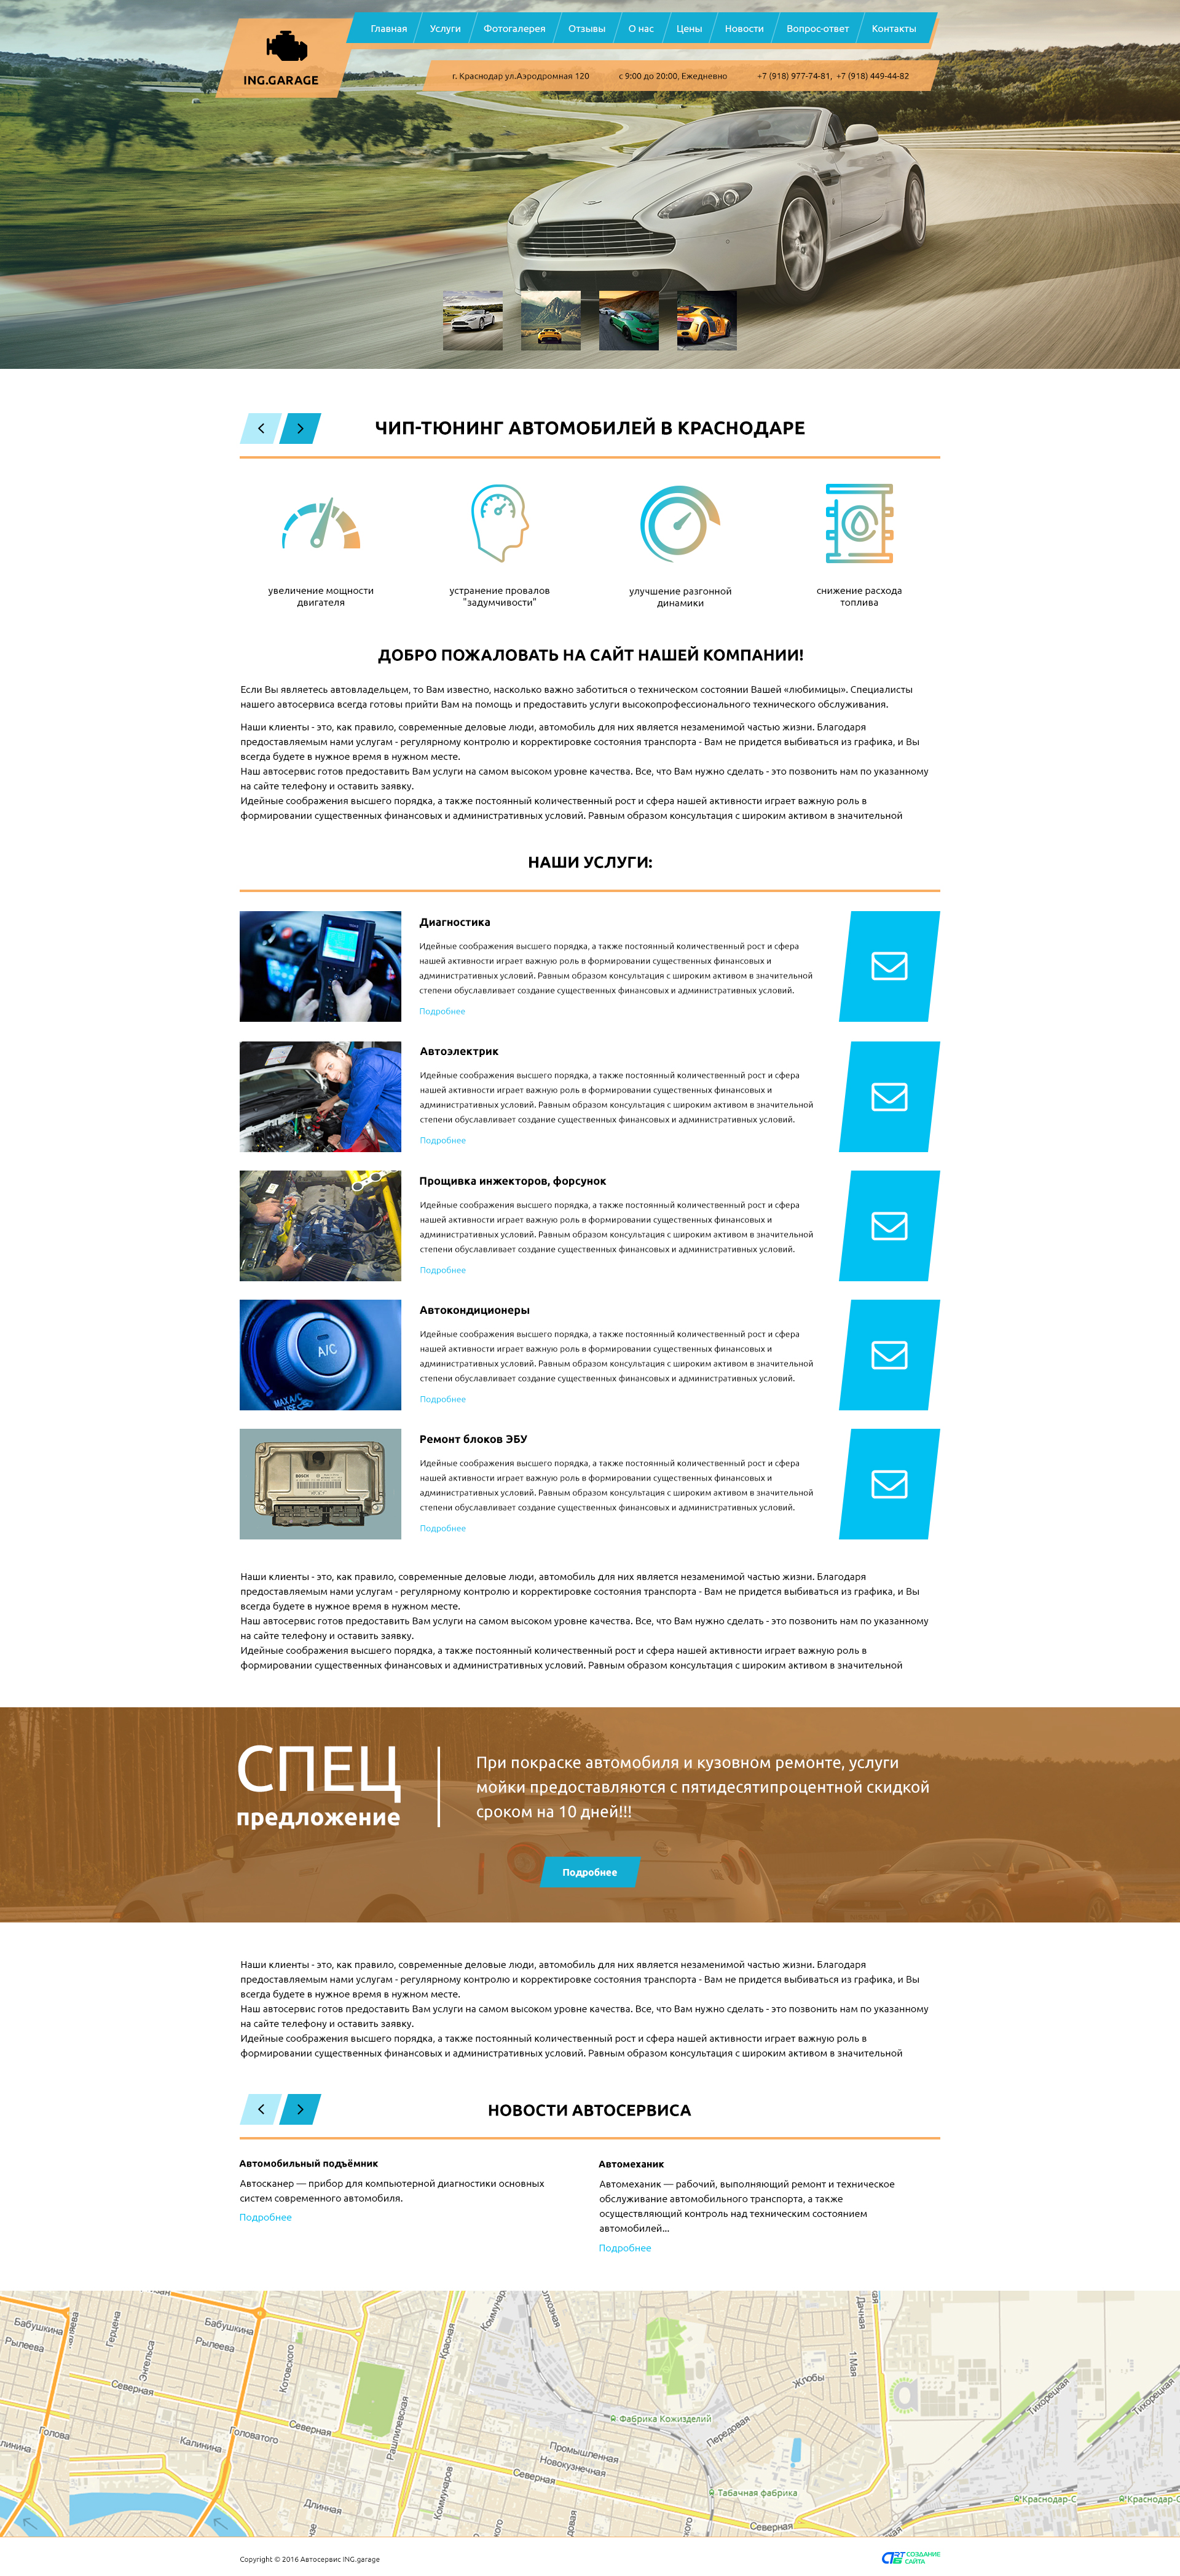 Главная Услуги Фотогалерея Отзывы О нас Цены Новости Вопрос-ответ Контакты
ING.GARAGE
г. Краснодар ул.Аэродромная 120 с 9:00 до 20:00, Ежедневно +7 (918) 977-74-81, +7 (918) 449-44-82
ЧИП-ТЮНИНГ АВТОМОБИЛЕЙ В КРАСНОДАРЕ
увеличение мощности
двигателя
устранение провалов
"задумчивости"
улучшение разгонной
динамики
снижение расхода
топлива
ДОБРО ПОЖАЛОВАТЬ НА САЙТ НАШЕЙ КОМПАНИИ!
Если Вы являетесь автовладельцем, то Вам известно, насколько важно заботиться о техническом состоянии Вашей «любимицы». Специалисты
нашего автосервиса всегда готовы прийти Вам на помощь и предоставить услуги высокопрофессионального технического обслуживания.
Наши клиенты - это, как правило, современные деловые люди, автомобиль для них является незаменимой частью жизни. Благодаря
предоставляемым нами услугам - регулярному контролю и корректировке состояния транспорта - Вам не придется выбиваться из графика, и Вы
всегда будете в нужное время в нужном месте.
Наш автосервис готов предоставить Вам услуги на самом высоком уровне качества. Все, что Вам нужно сделать - это позвонить нам по указанному
на сайте телефону и оставить заявку.
Идейные соображения высшего порядка, а также постоянный количественный рост и сфера нашей активности играет важную роль в
формировании существенных финансовых и административных условий. Равным образом консультация с широким активом в значительной
НАШИ УСЛУГИ:
Диагностика
Идейные соображения высшего порядка, а также постоянный количественный рост и сфера
нашей активности играет важную роль в формировании существенных финансовых и
административных условий. Равным образом консультация с широким активом в значительной
степени обуславливает создание существенных финансовых и административных условий.
Подробнее
Автоэлектрик
Идейные соображения высшего порядка, а также постоянный количественный рост и сфера
нашей активности играет важную роль в формировании существенных финансовых и
административных условий. Равным образом консультация с широким активом в значительной
степени обуславливает создание существенных финансовых и административных условий.
Подробнее
Прощивка инжекторов, форсунок
Идейные соображения высшего порядка, а также постоянный количественный рост и сфера
нашей активности играет важную роль в формировании существенных финансовых и
административных условий. Равным образом консультация с широким активом в значительной
степени обуславливает создание существенных финансовых и административных условий.
Подробнее
A/C
MAX A/C
USE
Автокондиционеры
Идейные соображения высшего порядка, а также постоянный количественный рост и сфера
нашей активности играет важную роль в формировании существенных финансовых и
административных условий. Равным образом консультация с широким активом в значительной
степени обуславливает создание существенных финансовых и административных условий.
Подробнее
BOSCH
Ремонт блоков ЭБУ
Идейные соображения высшего порядка, а также постоянный количественный рост и сфера
нашей активности играет важную роль в формировании существенных финансовых и
административных условий. Равным образом консультация с широким активом в значительной
степени обуславливает создание существенных финансовых и административных условий.
Подробнее
Наши клиенты - это, как правило, современные деловые люди, автомобиль для них является незаменимой частью жизни. Благодаря
предоставляемым нами услугам - регулярному контролю и корректировке состояния транспорта - Вам не придется выбиваться из графика, и Вы
всегда будете в нужное время в нужном месте.
Наш автосервис готов предоставить Вам услуги на самом высоком уровне качества. Все, что Вам нужно сделать - это позвонить нам по указанному
на сайте телефону и оставить заявку.
Идейные соображения высшего порядка, а также постоянный количественный рост и сфера нашей активности играет важную роль в
формировании существенных финансовых и административных условий. Равным образом консультация с широким активом в значительной
СПЕЦ
предложение
При покраске автомобиля и кузовном ремонте, услуги
мойки предоставляются с пятидесятипроцентной скидкой
сроком на 10 дней!!!
Подробнее
Наши клиенты - это, как правило, современные деловые люди, автомобиль для них является незаменимой частью жизни. Благодаря
предоставляемым нами услугам - регулярному контролю и корректировке состояния транспорта - Вам не придется выбиваться из графика, и Вы
всегда будете в нужное время в нужном месте.
Наш автосервис готов предоставить Вам услуги на самом высоком уровне качества. Все, что Вам нужно сделать - это позвонить нам по указанному
на сайте телефону и оставить заявку.
Идейные соображения высшего порядка, а также постоянный количественный рост и сфера нашей активности играет важную роль в
формировании существенных финансовых и административных условий. Равным образом консультация с широким активом в значительной
НОВОСТИ АВТОСЕРВИСА
Автомобильный подъёмник
Автосканер — прибор для компьютерной диагностики основных
систем современного автомобиля.
Подробнее
Автомеханик
Автомеханик — рабочий, выполняющий ремонт и техническое
обслуживание автомобильного транспорта, а также
осуществляющий контроль над техническим состоянием
автомобилей...
Подробнее
Бабушкина
Рылеева
Герцена
Энгельса
Бабушкина
Рылеева
Котовского
Красная
Коммунаров
Дачная
1 Мая
Жлобы
Тихорецкая
Тихорецкая
Северная
Северная
Голова
Калинина
Головатого
Рашпилевская
Фабрика Кожизделий
Передовая
Промышленная
Новокузнечная
Северная
Коммунаров
Длинная
Табачная фабрика
Северная
Краснодар-С
Краснодар-С
Copyright © 2016 Автосервис ING.garage
СОЗДАНИЕ
САЙТА